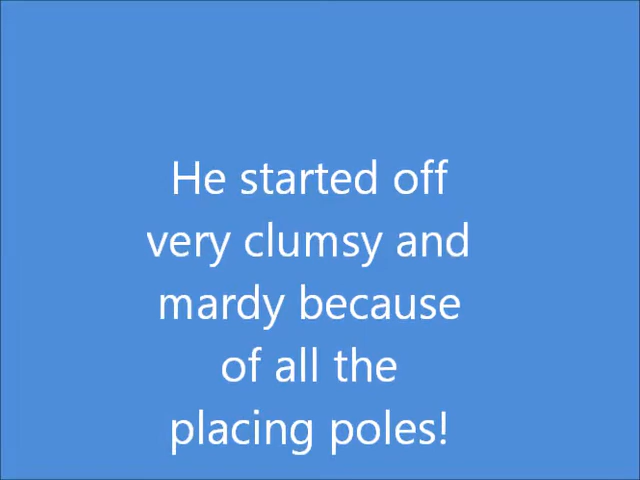 He started off
very clumsy and
mardy because
of all the
placing poles!